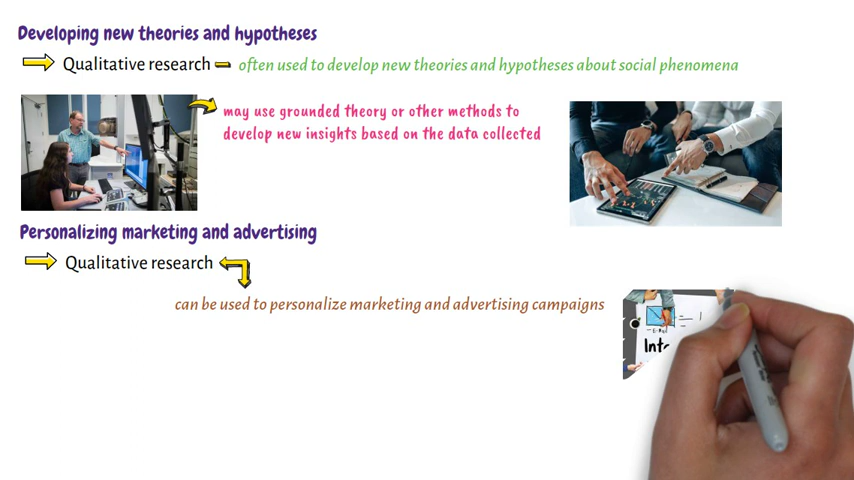 Developing new theories and hypotheses
Qualitative research
often used to develop new theories and hypotheses about social phenomena
may use grounded theory or other methods to
develop new insights based on the data collected
Personalizing marketing and advertising
Qualitative research
can be used to personalize marketing and advertising campaigns